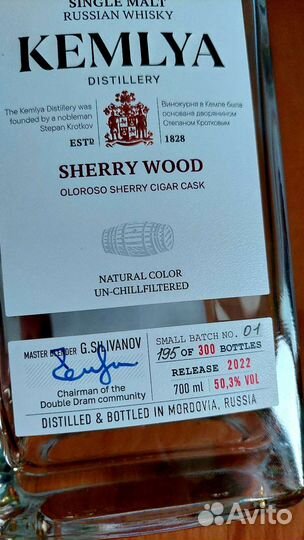 SINGLE MALT
RUSSIAN WHISKY
KEMLYA
DISTILLERY
The Kemlya Distillery was
founded by a nobleman
Stepan Krotkov
Винокурня в Кемле была
основана дворянином
Степаном Кротковым
ESTD 1828
SHERRY WOOD
OLOROSO SHERRY CIGAR CASK
NATURAL COLOR
UN-CHILLFILTERED
MASTER BLENDER G.SILIVANOV
Chairman of the
Double Dram community
SMALL BATCH NO. 01
195 OF 300 BOTTLES
RELEASE 2022
700 ml 50,3% VOL
DISTILLED & BOTTLED IN MORDOVIA, RUSSIA
Avito